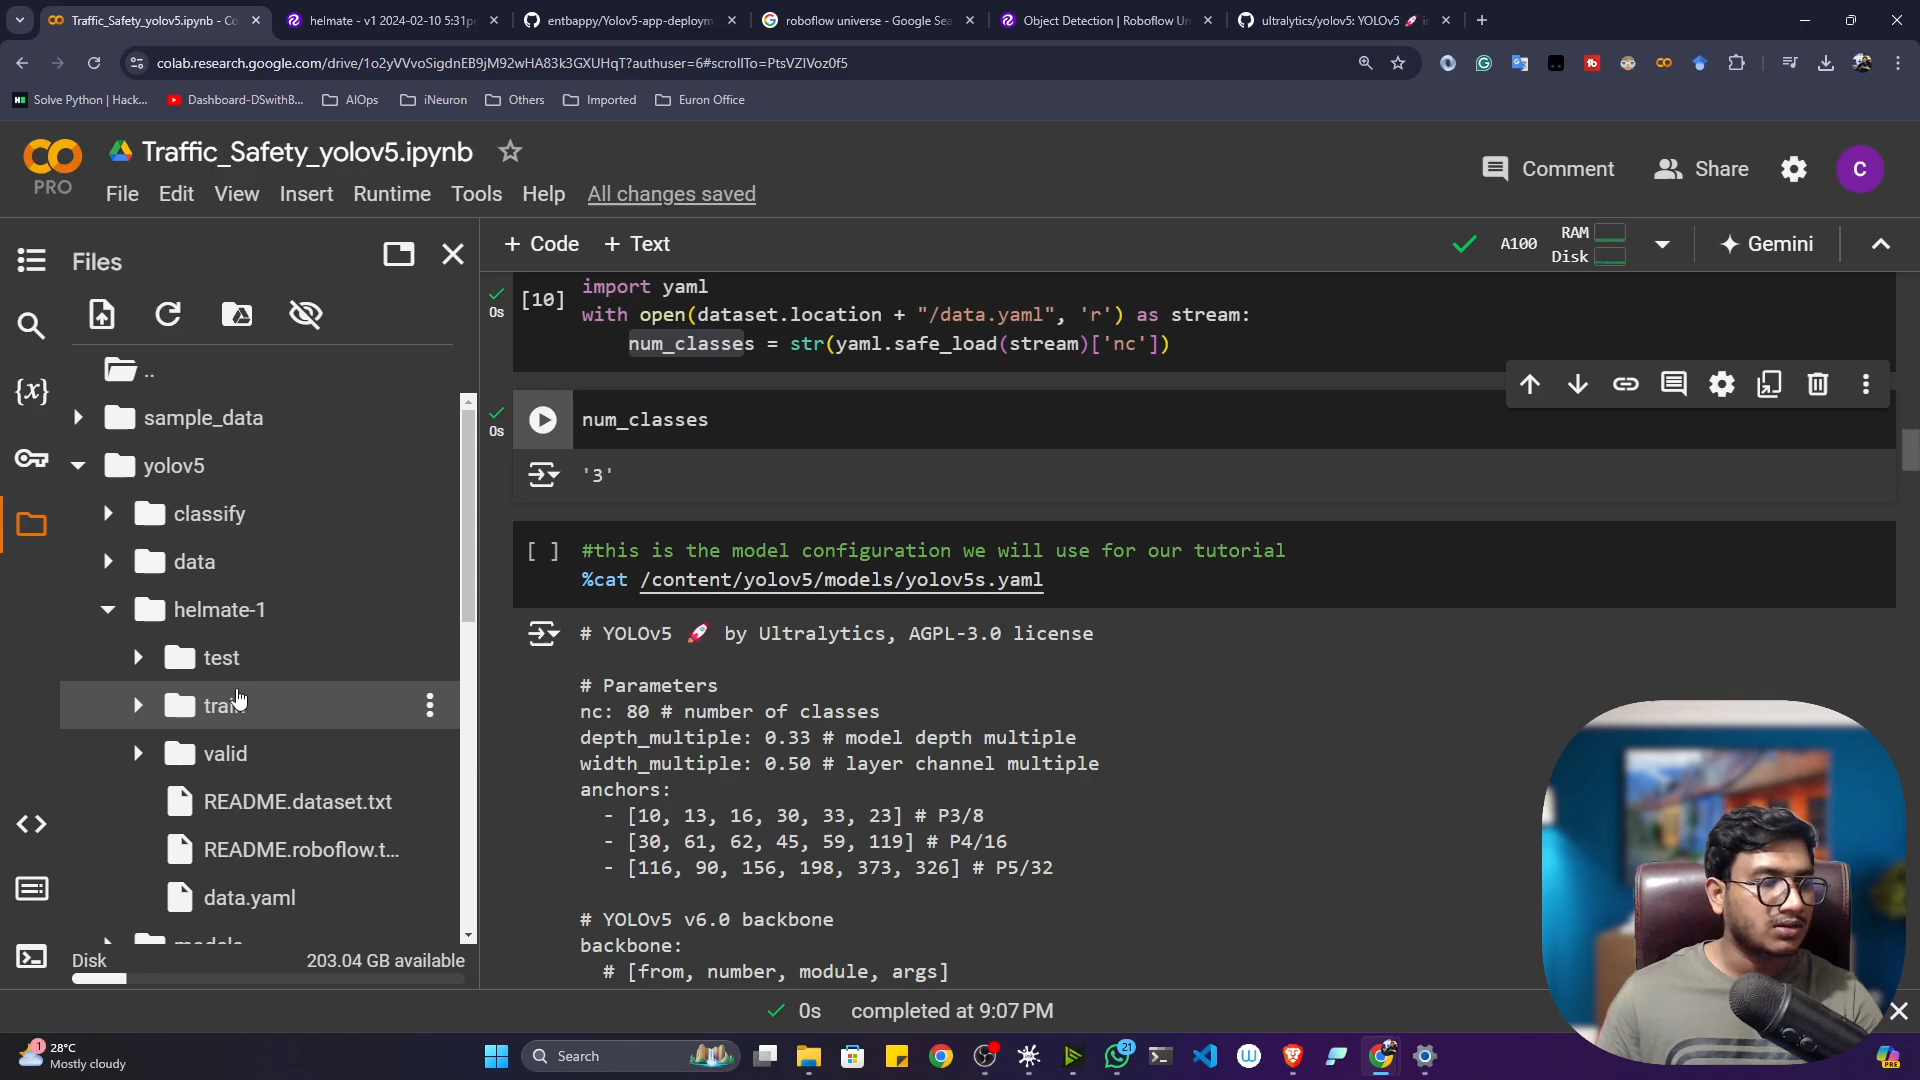 Traffic_Safety_yolov5.ipynb - Co
helmate - v1 2024-02-10 5:31p
entbappy/Yolov5-app-deploym
roboflow universe - Google Sea
Object Detection | Roboflow Un
ultralytics/yolov5: YOLOv5 🚀 i
colab.research.google.com/drive/1o2yVVvoSigdnEB9jM92wHA83k3GXUHqT?authuser=6#scrollTo=PtsVZIVoz0f5
Solve Python | Hack...
Dashboard-DSwithB...
AIOps
iNeuron
Others
Imported
Euron Office
PRO
Traffic_Safety_yolov5.ipynb
File Edit View Insert Runtime Tools Help All changes saved
Comment
Share
C
Files
+ Code + Text
A100
RAM
Disk
Gemini
..
sample_data
yolov5
classify
data
helmate-1
test
train
valid
README.dataset.txt
README.roboflow.t...
data.yaml
models
Disk 203.04 GB available
0s
[10]
import yaml
with open(dataset.location + "/data.yaml", 'r') as stream:
num_classes = str(yaml.safe_load(stream)['nc'])
0s
num_classes
'3'
[ ]
#this is the model configuration we will use for our tutorial
%cat /content/yolov5/models/yolov5s.yaml
# YOLOv5 🚀 by Ultralytics, AGPL-3.0 license
# Parameters
nc: 80 # number of classes
depth_multiple: 0.33 # model depth multiple
width_multiple: 0.50 # layer channel multiple
anchors:
- [10, 13, 16, 30, 33, 23] # P3/8
- [30, 61, 62, 45, 59, 119] # P4/16
- [116, 90, 156, 198, 373, 326] # P5/32
# YOLOv5 v6.0 backbone
backbone:
# [from, number, module, args]
0s completed at 9:07 PM
1
28°C
Mostly cloudy
Search
21
PRE